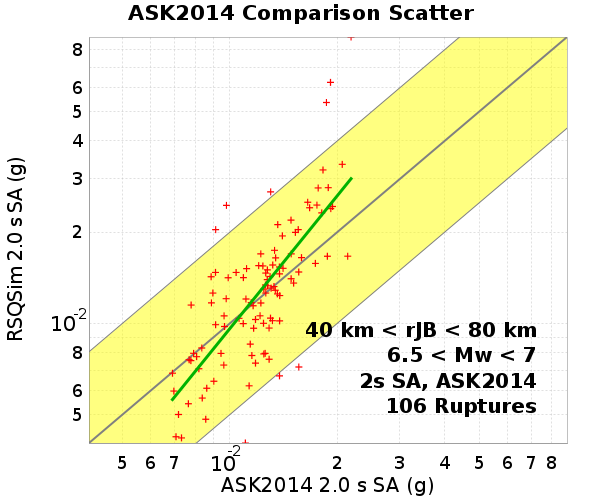 ASK2014 Comparison Scatter
8
6
5
4
3
2
10-2
8
6
5
RSQSim 2.0 s SA (g)
40 km < rJB < 80 km
6.5 < Mw < 7
2s SA, ASK2014
106 Ruptures
5 6 7 10-2 2 3 4 5 6 7 8
ASK2014 2.0 s SA (g)